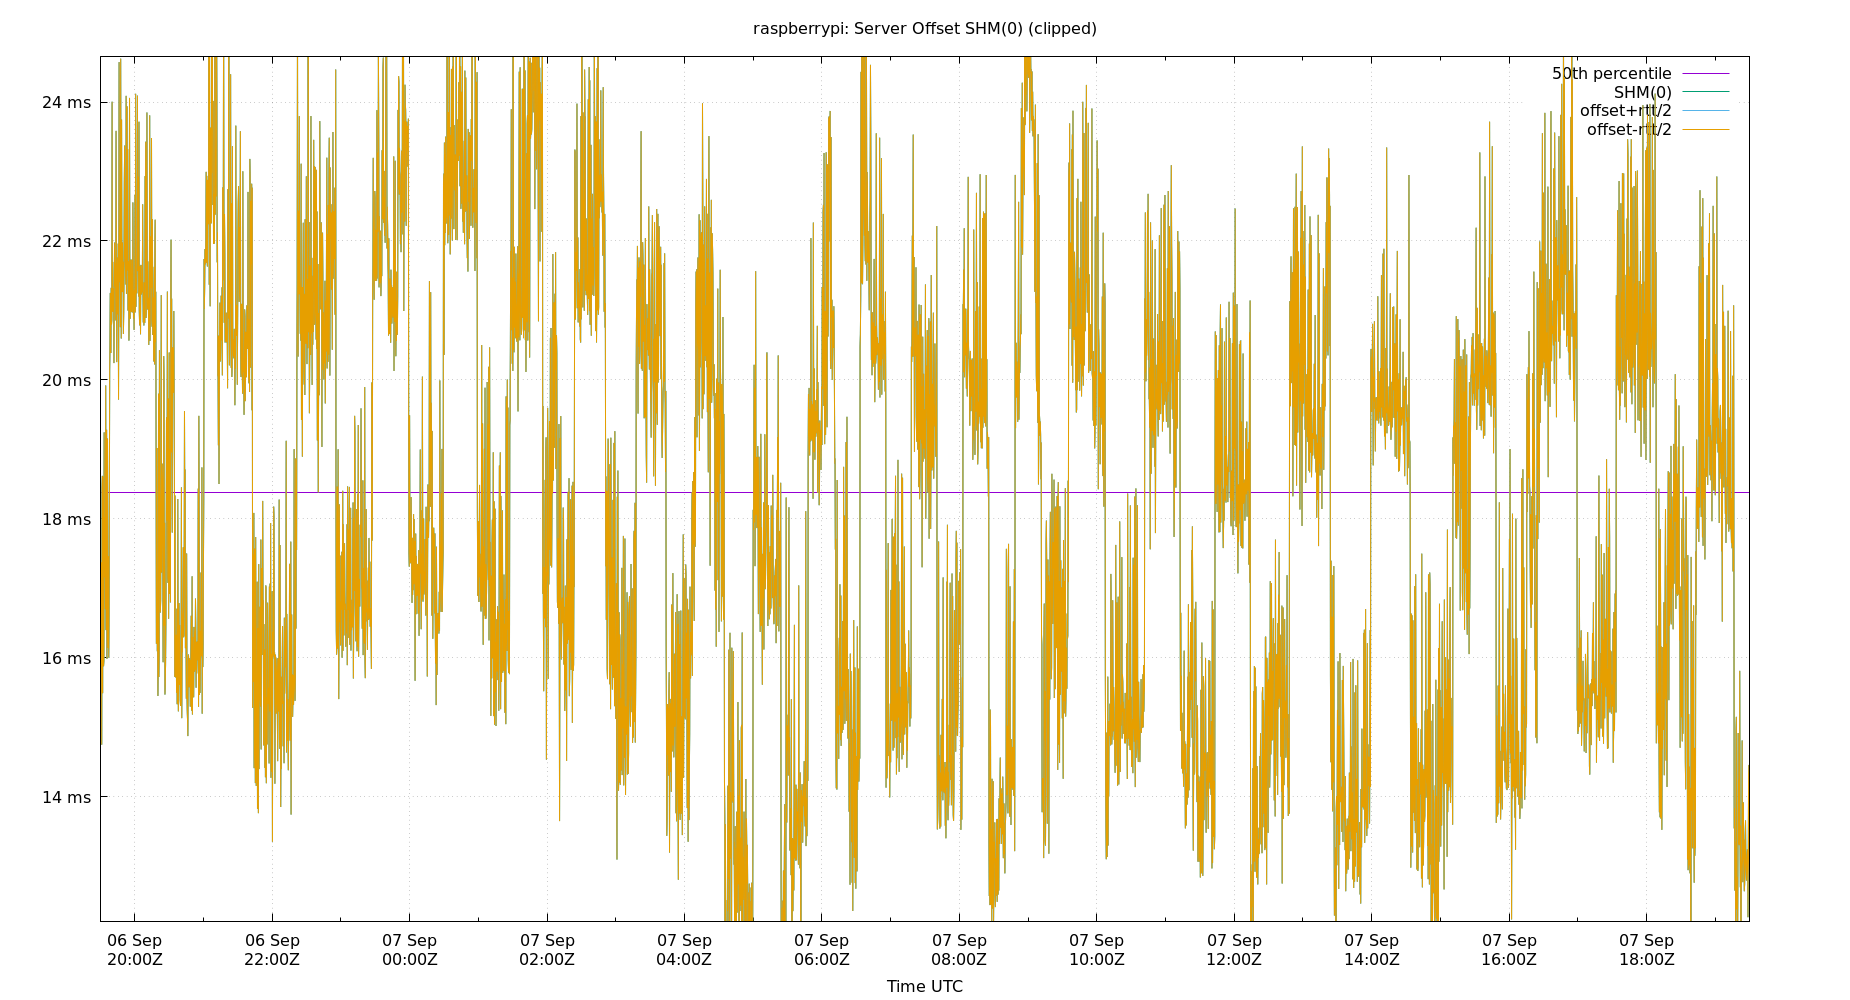 raspberrypi: Server Offset SHM(0) (clipped)
50th percentile
SHM(0)
offset+rtt/2
offset-rtt/2
24 ms
22 ms
20 ms
18 ms
16 ms
14 ms
06 Sep 06 Sep 07 Sep 07 Sep 07 Sep 07 Sep 07 Sep 07 Sep 07 Sep 07 Sep 07 Sep 07 Sep
20:00Z 22:00Z 00:00Z 02:00Z 04:00Z 06:00Z 08:00Z 10:00Z 12:00Z 14:00Z 16:00Z 18:00Z
Time UTC